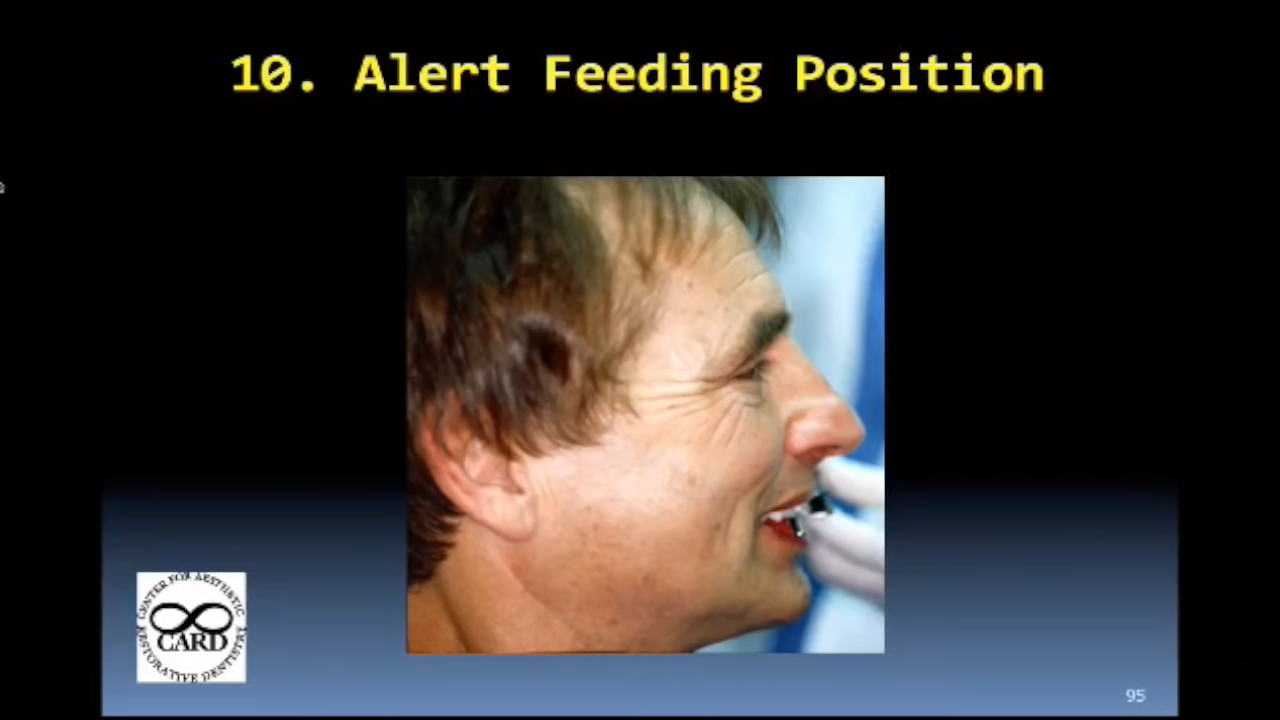 10. Alert Feeding Position
CENTER FOR AESTHETIC
CARD
RESTORATIVE DENTISTRY
95